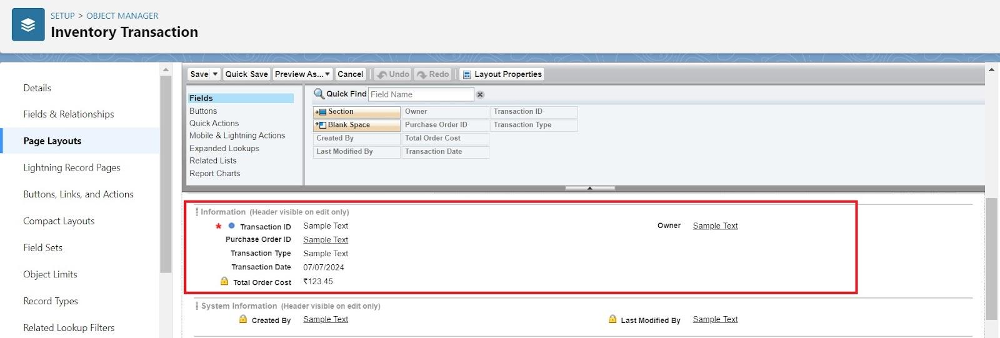 SETUP > OBJECT MANAGER
Inventory Transaction
Details
Fields & Relationships
Page Layouts
Lightning Record Pages
Buttons, Links, and Actions
Compact Layouts
Field Sets
Object Limits
Record Types
Related Lookup Filters
Save Quick Save Preview As... Cancel Undo Redo Layout Properties
Fields
Buttons
Quick Actions
Mobile & Lightning Actions
Expanded Lookups
Related Lists
Report Charts
Quick Find Field Name
Section Owner Transaction ID
Blank Space Purchase Order ID Transaction Type
Created By Total Order Cost
Last Modified By Transaction Date
Information (Header visible on edit only)
* Transaction ID Sample Text Owner Sample Text
Purchase Order ID Sample Text
Transaction Type Sample Text
Transaction Date 07/07/2024
Total Order Cost ₹123.45
System Information (Header visible on edit only)
Created By Sample Text Last Modified By Sample Text